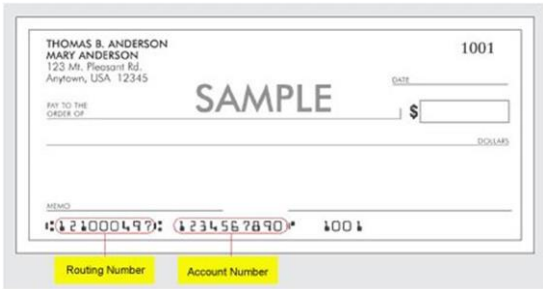 THOMAS B. ANDERSON
MARY ANDERSON
123 Mt. Pleasant Rd.
Anytown, USA 12345
1001
DATE
SAMPLE
PAY TO THE
ORDER OF
$
DOLLARS
MEMO
⑆121000497⑆ 1234567890⑈ 1001
Routing Number Account Number